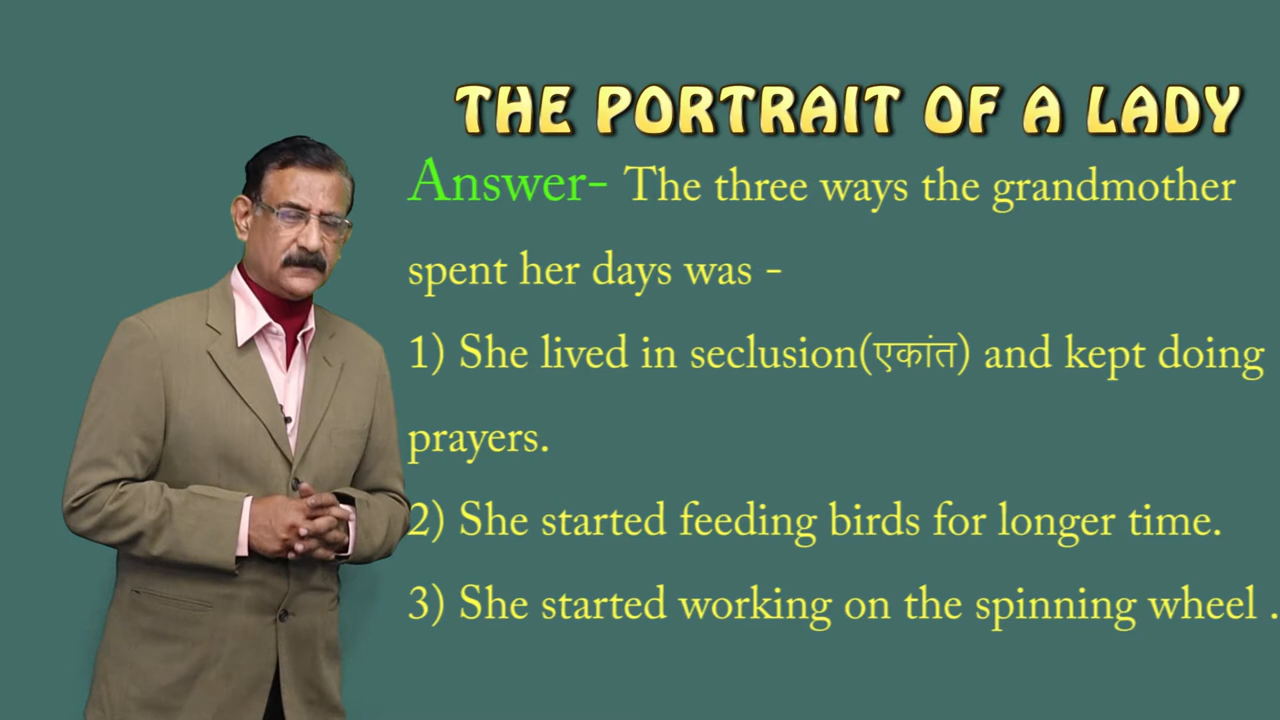 THE PORTRAIT OF A LADY
Answer- The three ways the grandmother
spent her days was -
1) She lived in seclusion(एकांत) and kept doing
prayers.
2) She started feeding birds for longer time.
3) She started working on the spinning wheel .